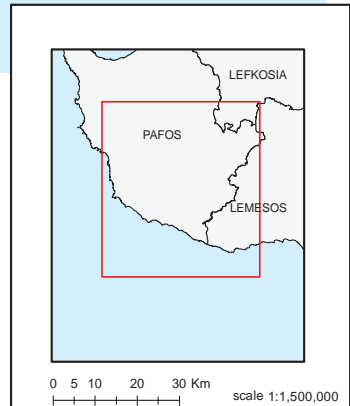 LEFKOSIA
PAFOS
LEMESOS
0 5 10 20 30 Km
scale 1:1,500,000